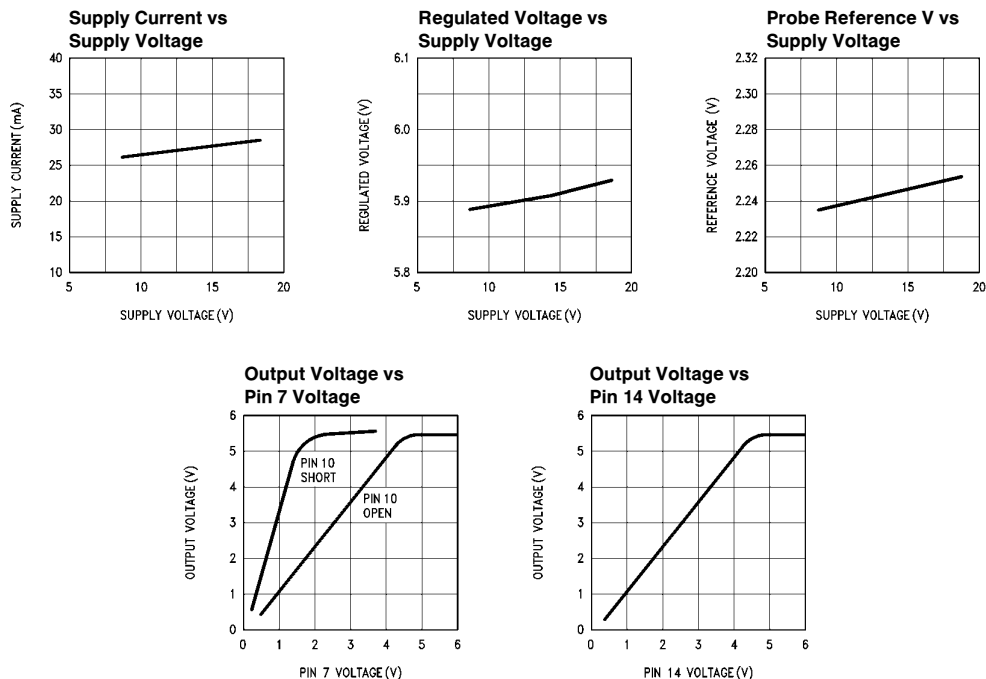 Supply Current vs
Supply Voltage
SUPPLY CURRENT (mA)
40
35
30
25
20
15
10
5
10
15
20
SUPPLY VOLTAGE (V)
Regulated Voltage vs
Supply Voltage
REGULATED VOLTAGE (V)
6.1
6.0
5.9
5.8
5
10
15
20
SUPPLY VOLTAGE (V)
Probe Reference V vs
Supply Voltage
REFERENCE VOLTAGE (V)
2.32
2.30
2.28
2.26
2.24
2.22
2.20
5
10
15
20
SUPPLY VOLTAGE (V)
Output Voltage vs
Pin 7 Voltage
OUTPUT VOLTAGE (V)
6
5
4
3
2
1
0
PIN 10
SHORT
PIN 10
OPEN
0
1
2
3
4
5
6
PIN 7 VOLTAGE (V)
Output Voltage vs
Pin 14 Voltage
OUTPUT VOLTAGE (V)
6
5
4
3
2
1
0
0
1
2
3
4
5
6
PIN 14 VOLTAGE (V)